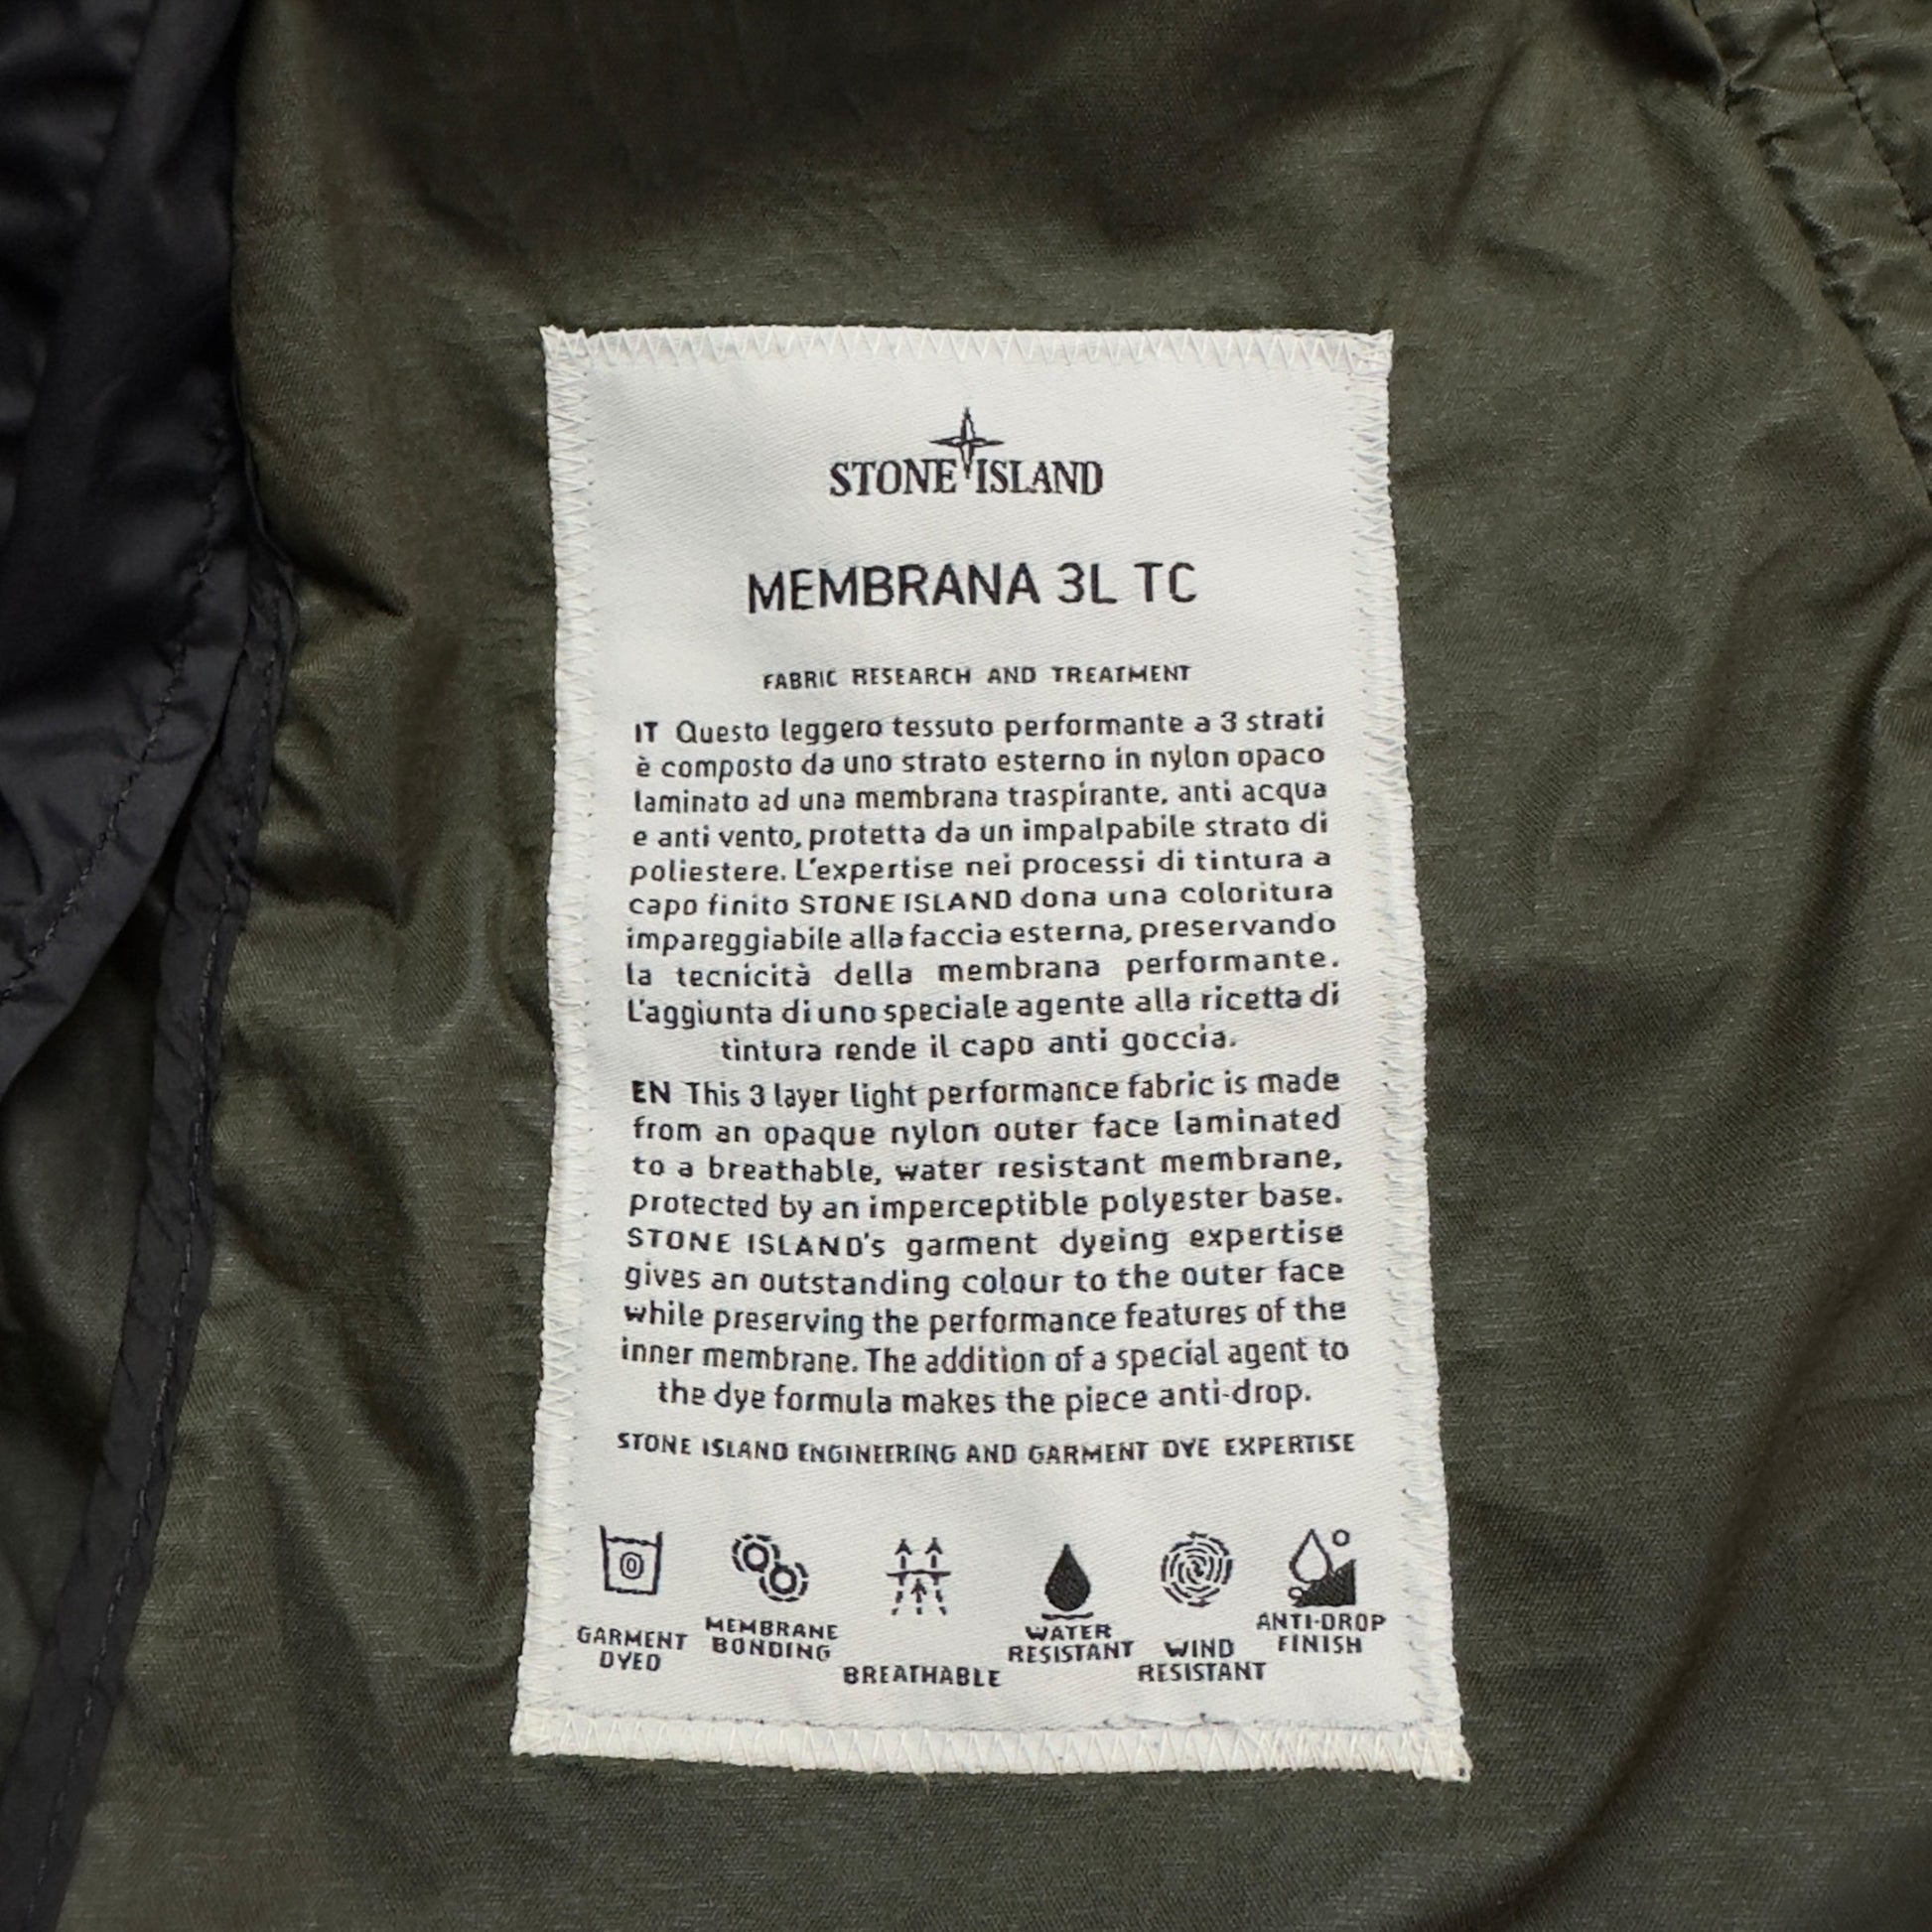 STONE ISLAND
MEMBRANA 3L TC
FABRIC RESEARCH AND TREATMENT
IT Questo leggero tessuto performante a 3 strati
è composto da uno strato esterno in nylon opaco
laminato ad una membrana traspirante, anti acqua
e anti vento, protetta da un impalpabile strato di
poliestere. L'expertise nei processi di tintura a
capo finito STONE ISLAND dona una coloritura
impareggiabile alla faccia esterna, preservando
la tecnicità della membrana performante.
L'aggiunta di uno speciale agente alla ricetta di
tintura rende il capo anti goccia.
EN This 3 layer light performance fabric is made
from an opaque nylon outer face laminated
to a breathable, water resistant membrane,
protected by an imperceptible polyester base.
STONE ISLAND's garment dyeing expertise
gives an outstanding colour to the outer face
while preserving the performance features of the
inner membrane. The addition of a special agent to
the dye formula makes the piece anti-drop.
STONE ISLAND ENGINEERING AND GARMENT DYE EXPERTISE
0
GARMENT
DYED
MEMBRANE
BONDING
BREATHABLE
WATER
RESISTANT
WIND
RESISTANT
ANTI-DROP
FINISH